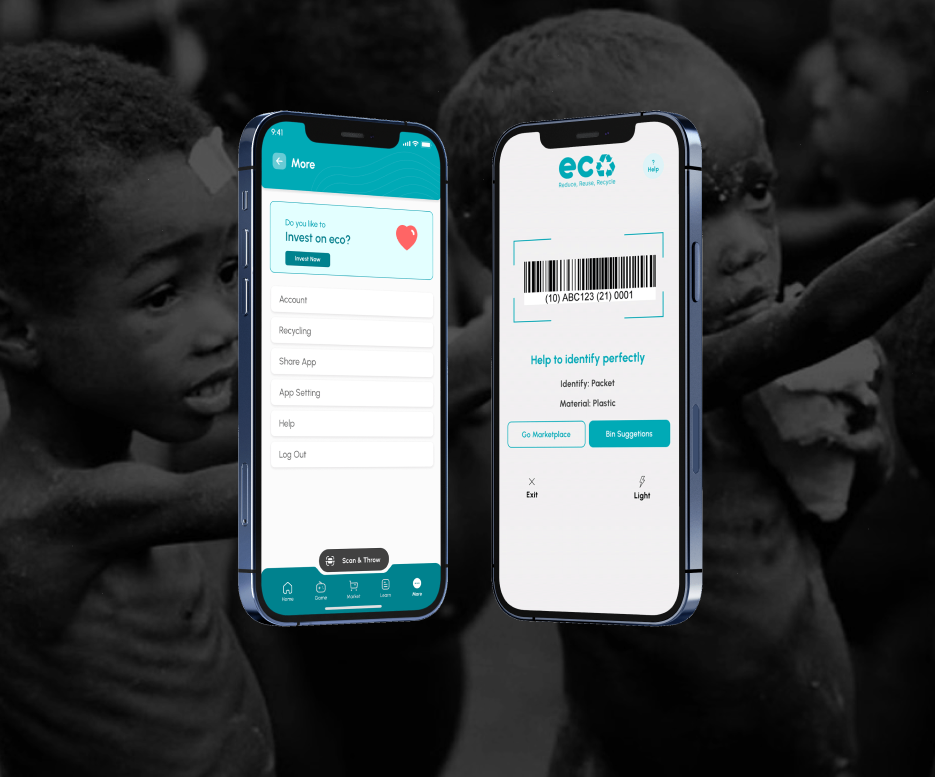 9:41
More
Do you like to
Invest on eco?
Invest Now
Account
Recycling
Share App
App Setting
Help
Log Out
Scan & Throw
Home
Game
Market
Learn
More
eco
Reduce, Reuse, Recycle
?
Help
(10) ABC123 (21) 0001
Help to identify perfectly
Identify: Packet
Material: Plastic
Go Marketplace
Bin Suggetions
Exit
Light